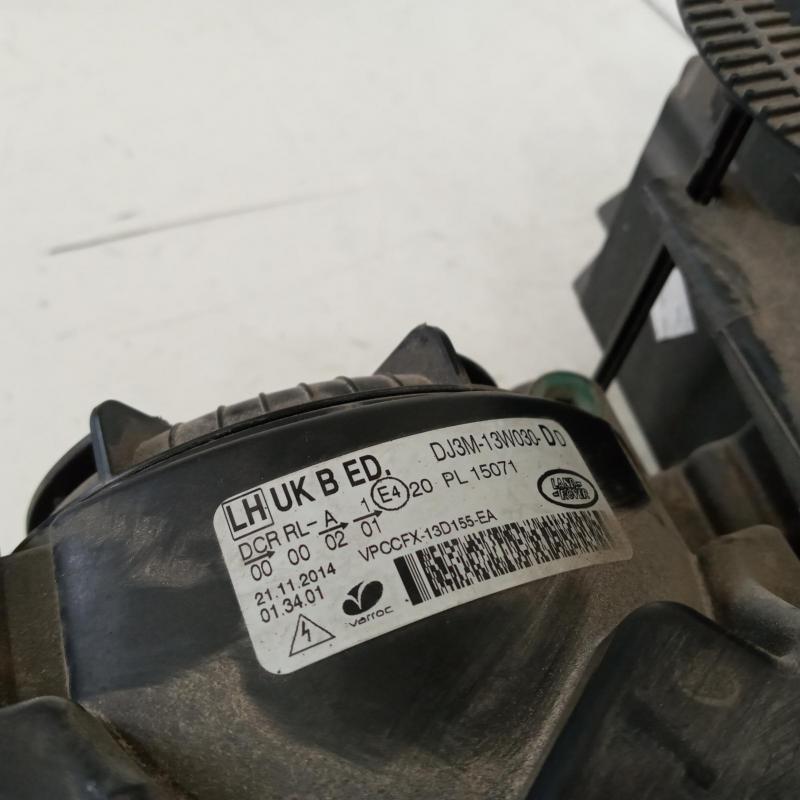 LH UK B ED. DJ3M-13W030-DD
DCR RL-A 1 E4 20 PL 15071
00 00 02 01
LAND ROVER
VPCCFX-13D155-EA
21.11.2014
01.34.01
varroc